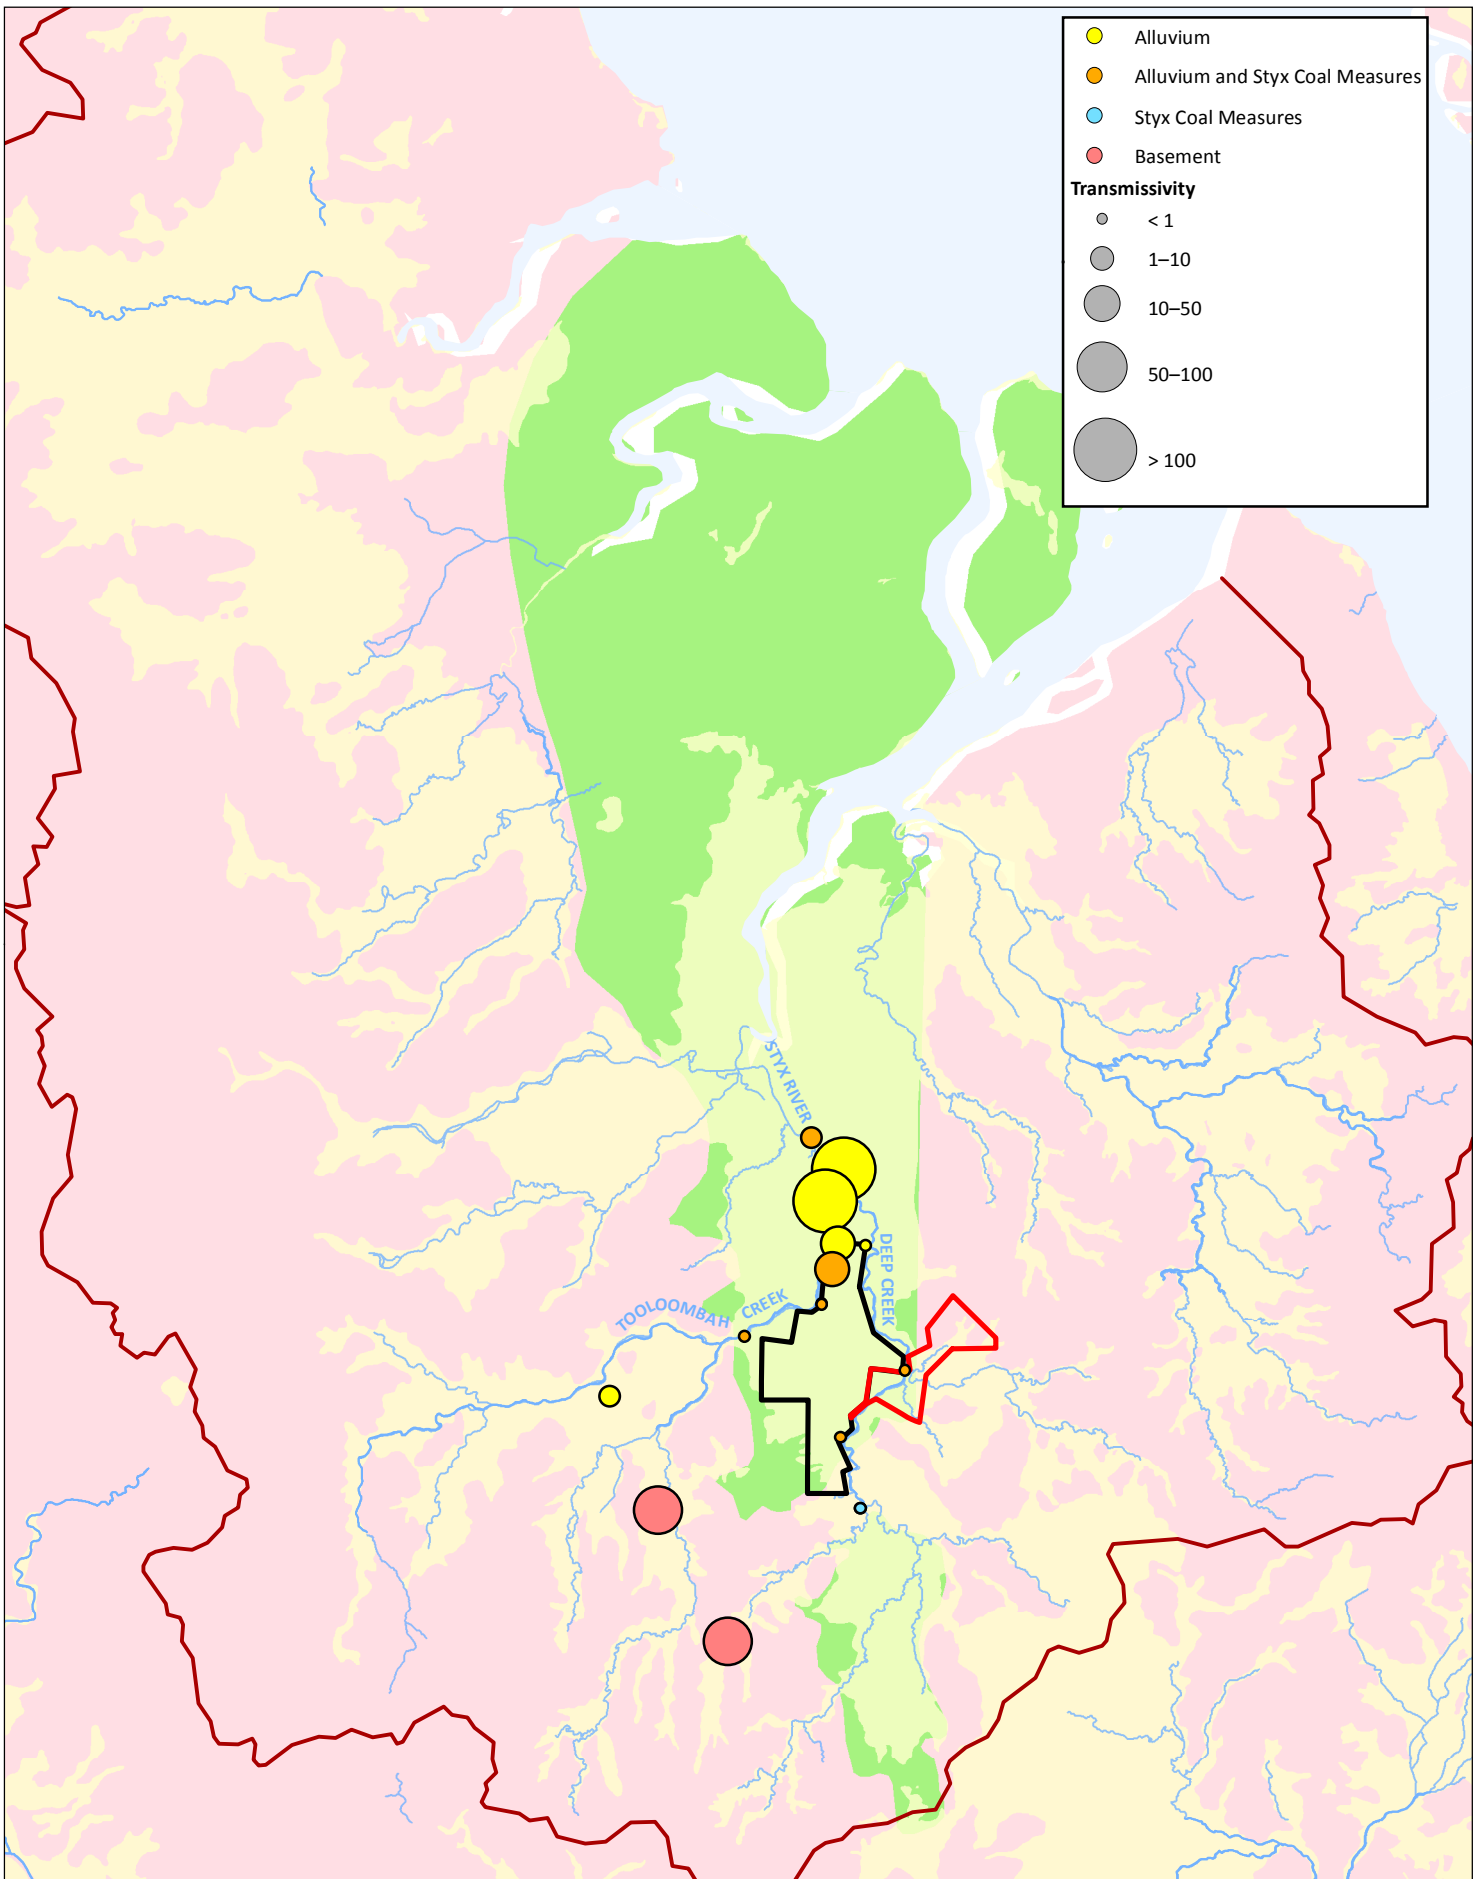 Alluvium
Alluvium and Styx Coal Measures
Styx Coal Measures
Basement
Transmissivity
< 1
1–10
10–50
50–100
> 100
STYX RIVER
DEEP CREEK
TOOLOOMBAH CREEK